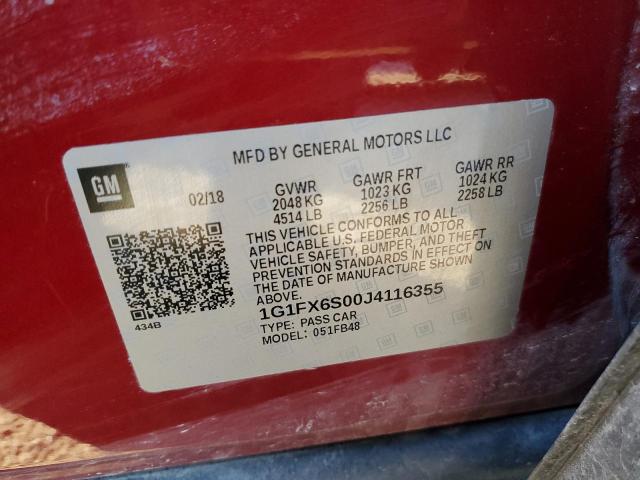 MFD BY GENERAL MOTORS LLC
GM
02/18
GVWR
2048 KG
4514 LB
GAWR FRT
1023 KG
2256 LB
GAWR RR
1024 KG
2258 LB
THIS VEHICLE CONFORMS TO ALL
APPLICABLE U.S. FEDERAL MOTOR
VEHICLE SAFETY, BUMPER, AND THEFT
PREVENTION STANDARDS IN EFFECT ON
THE DATE OF MANUFACTURE SHOWN
ABOVE.
1G1FX6S00J4116355
TYPE: PASS CAR
MODEL: 051FB48
434B